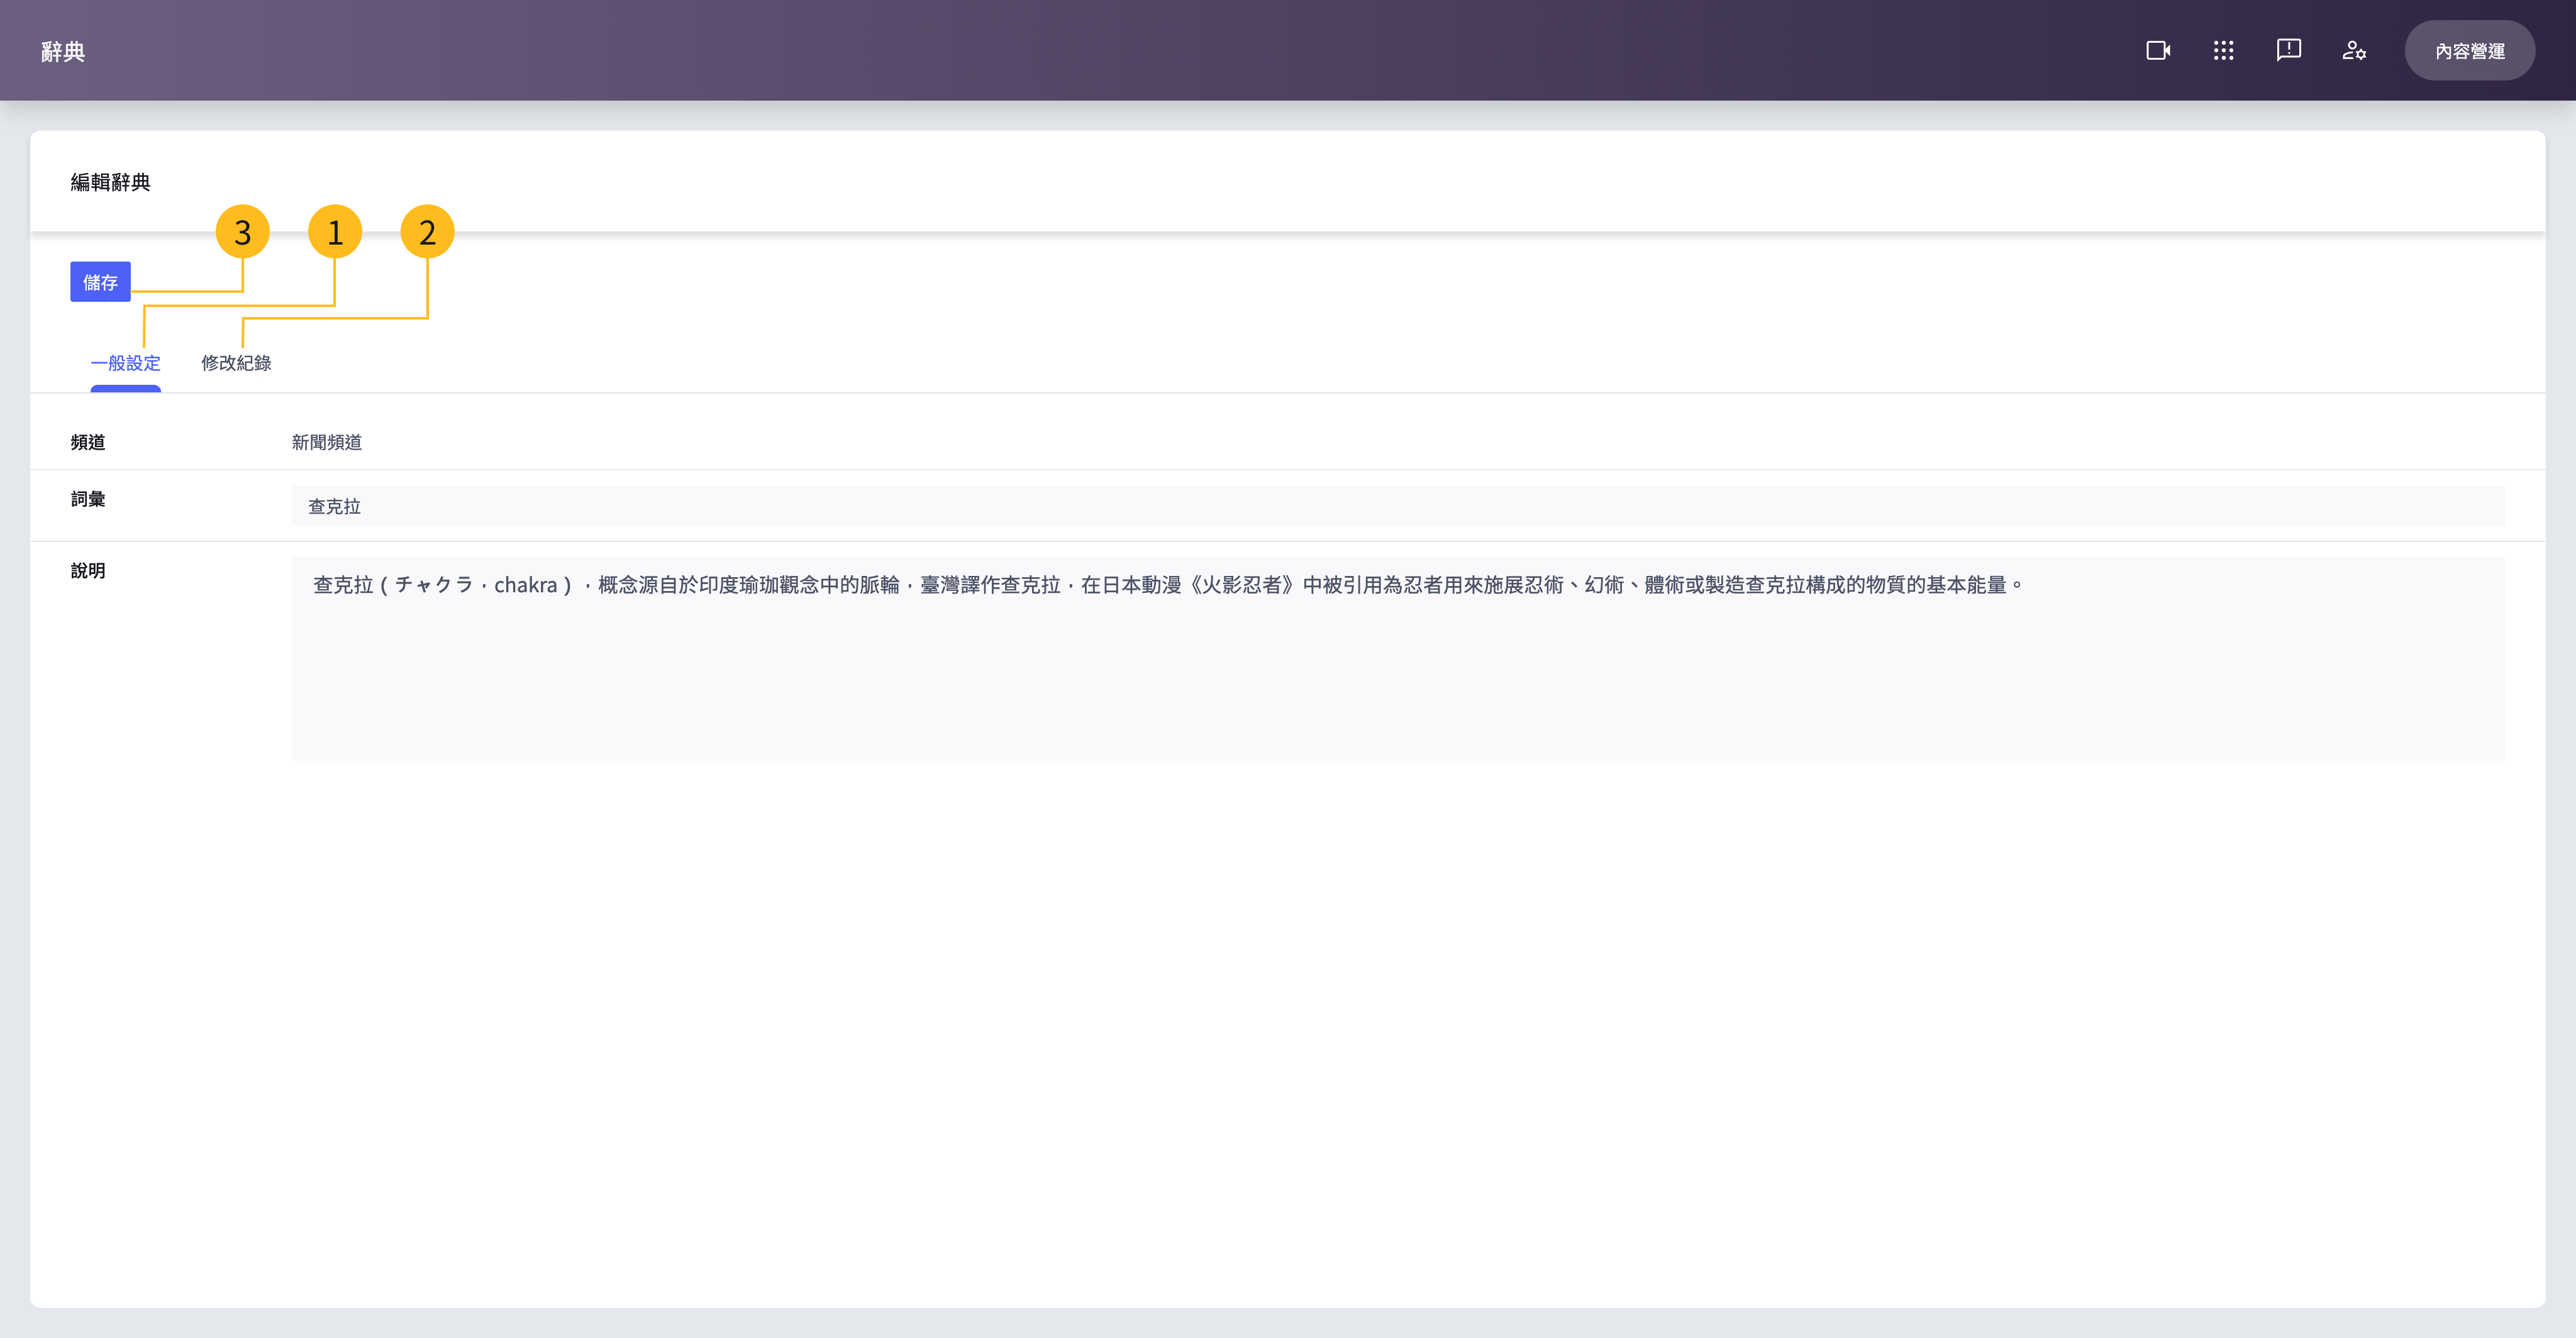 辭典
內容營運
編輯辭典
3 1 2
儲存
一般設定 修改紀錄
頻道 新聞頻道
詞彙 查克拉
說明 查克拉(チャクラ,chakra),概念源自於印度瑜珈觀念中的脈輪,臺灣譯作查克拉,在日本動漫《火影忍者》中被引用為忍者用來施展忍術、幻術、體術或製造查克拉構成的物質的基本能量。